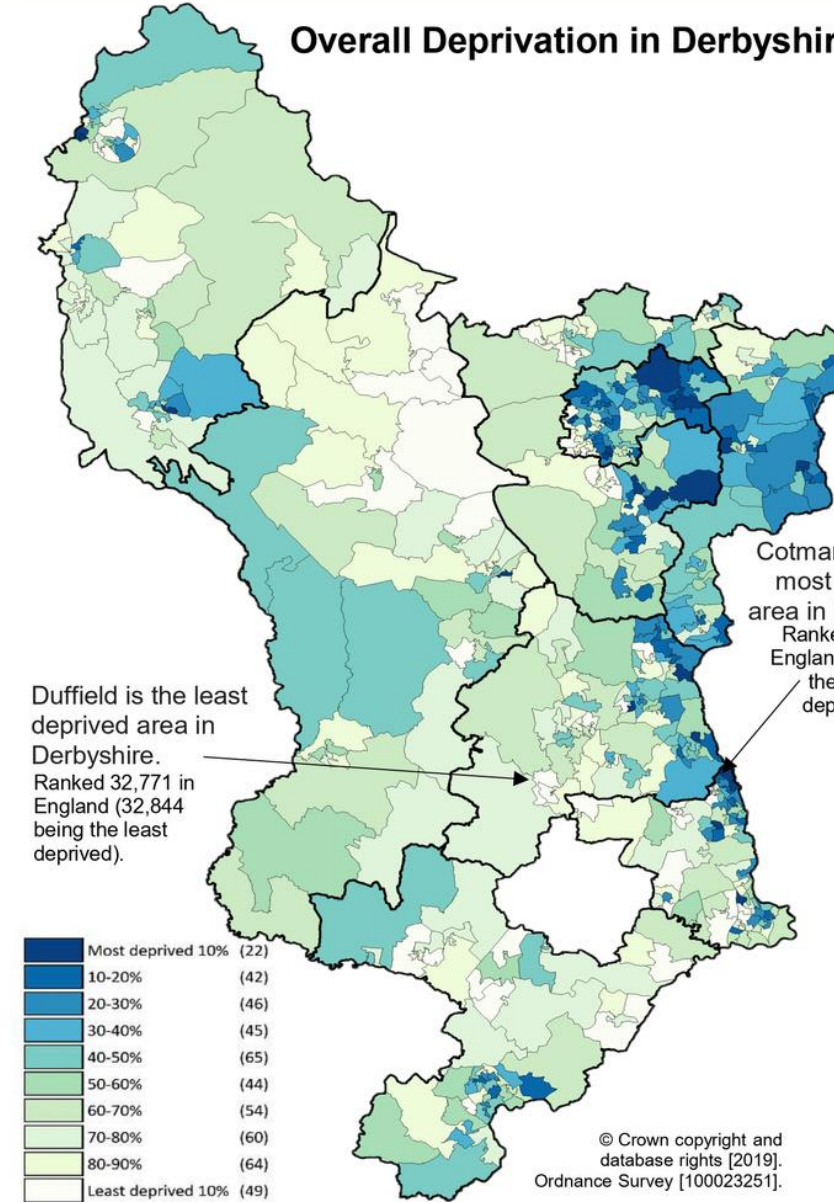 Overall Deprivation in Derbyshir
Cotma
most
area in
Ranke
England
the
dep
Duffield is the least
deprived area in
Derbyshire.
Ranked 32,771 in
England (32,844
being the least
deprived).
Most deprived 10% (22)
10-20% (42)
20-30% (46)
30-40% (45)
40-50% (65)
50-60% (44)
60-70% (54)
70-80% (60)
80-90% (64)
Least deprived 10% (49)
© Crown copyright and
database rights [2019].
Ordnance Survey [100023251].